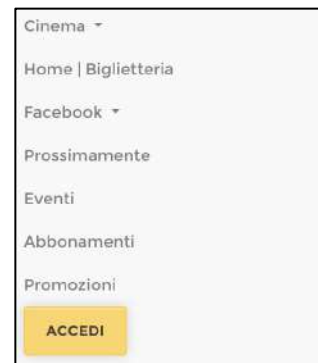 Cinema
Home | Biglietteria
Facebook
Prossimamente
Eventi
Abbonamenti
Promozioni
ACCEDI